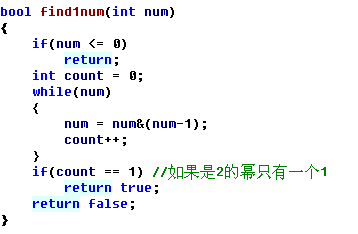 bool find1num(int num)
{
    if(num <= 0)
        return;
    int count = 0;
    while(num)
    {
        num = num&(num-1);
        count++;
    }
    if(count == 1) //如果是2的幂只有一个1
        return true;
    return false;
}